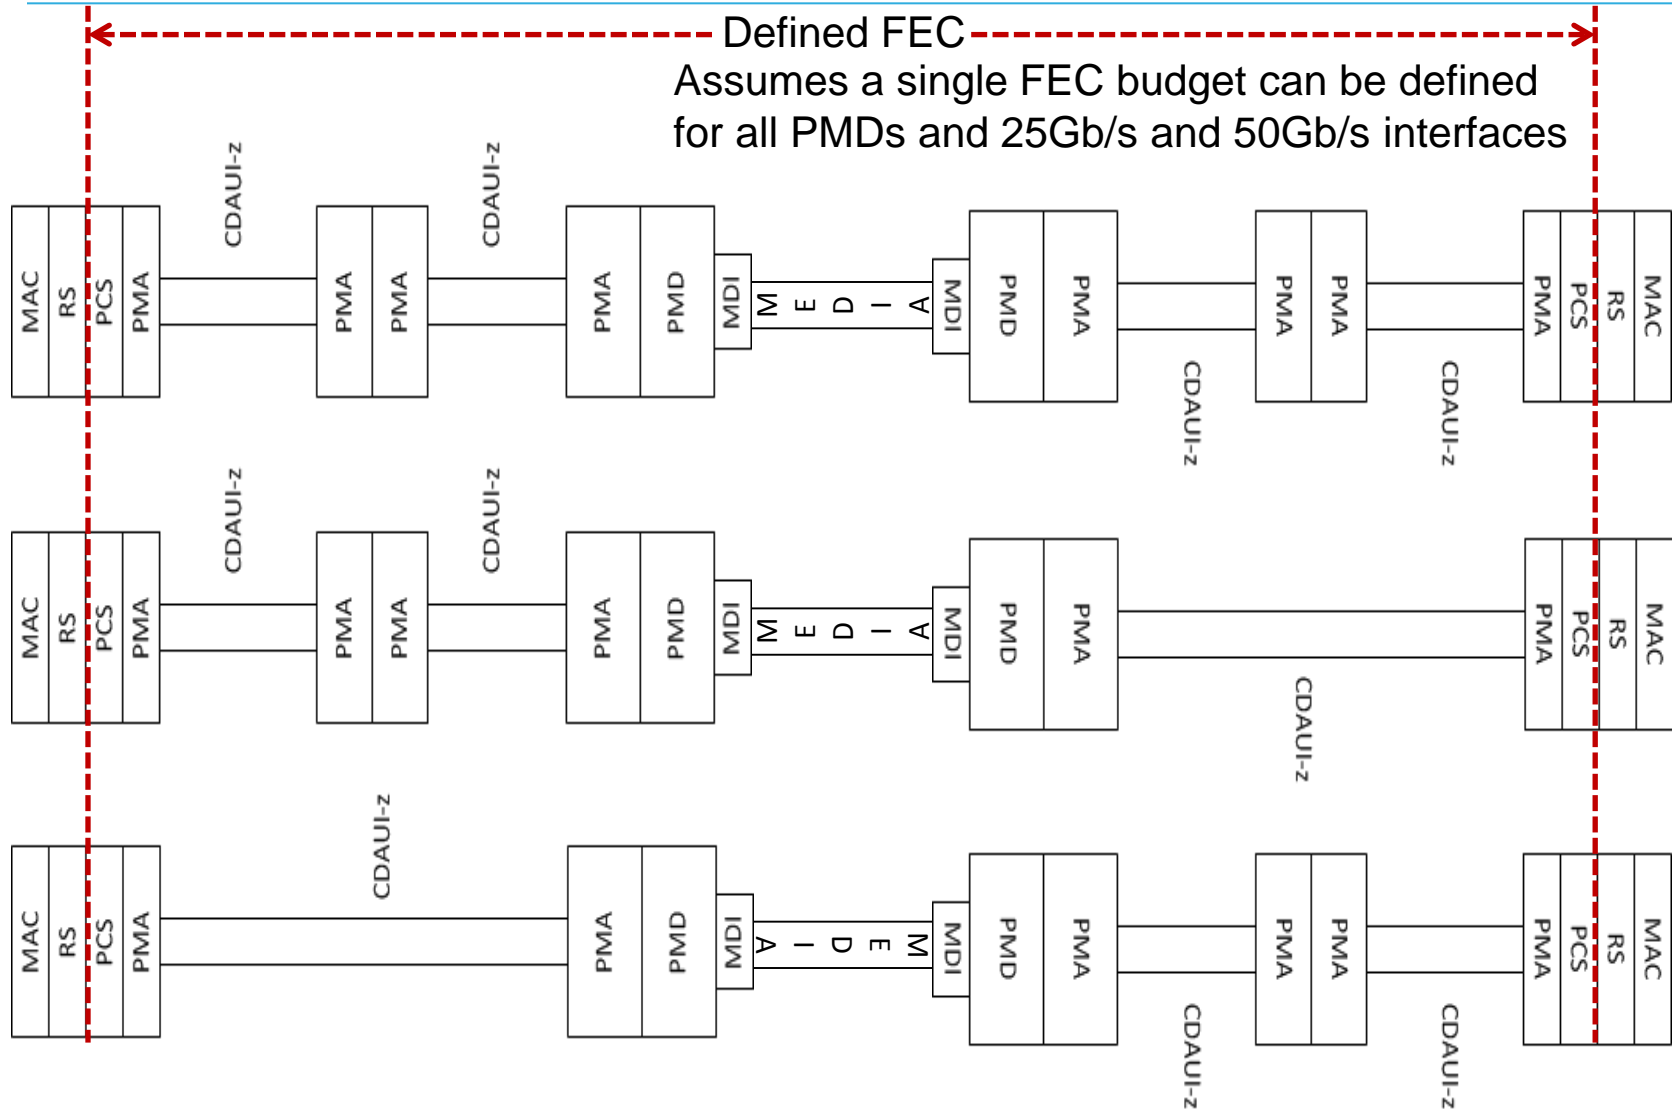 Defined FEC
Assumes a single FEC budget can be defined
for all PMDs and 25Gb/s and 50Gb/s interfaces
CDAUI-z
CDAUI-z
MAC
RS
PCS
PMA
PMA
PMA
PMA
PMD
MDI
MEDIA
MDI
PMD
PMA
PMA
PMA
PMA
PCS
RS
MAC
CDAUI-z
CDAUI-z
CDAUI-z
CDAUI-z
MAC
RS
PCS
PMA
PMA
PMA
PMA
PMD
MDI
MEDIA
MDI
PMD
PMA
PMA
PCS
RS
MAC
CDAUI-z
CDAUI-z
MAC
RS
PCS
PMA
PMA
PMD
MDI
MEDIA
MDI
PMD
PMA
PMA
PMA
PMA
PCS
RS
MAC
CDAUI-z
CDAUI-z